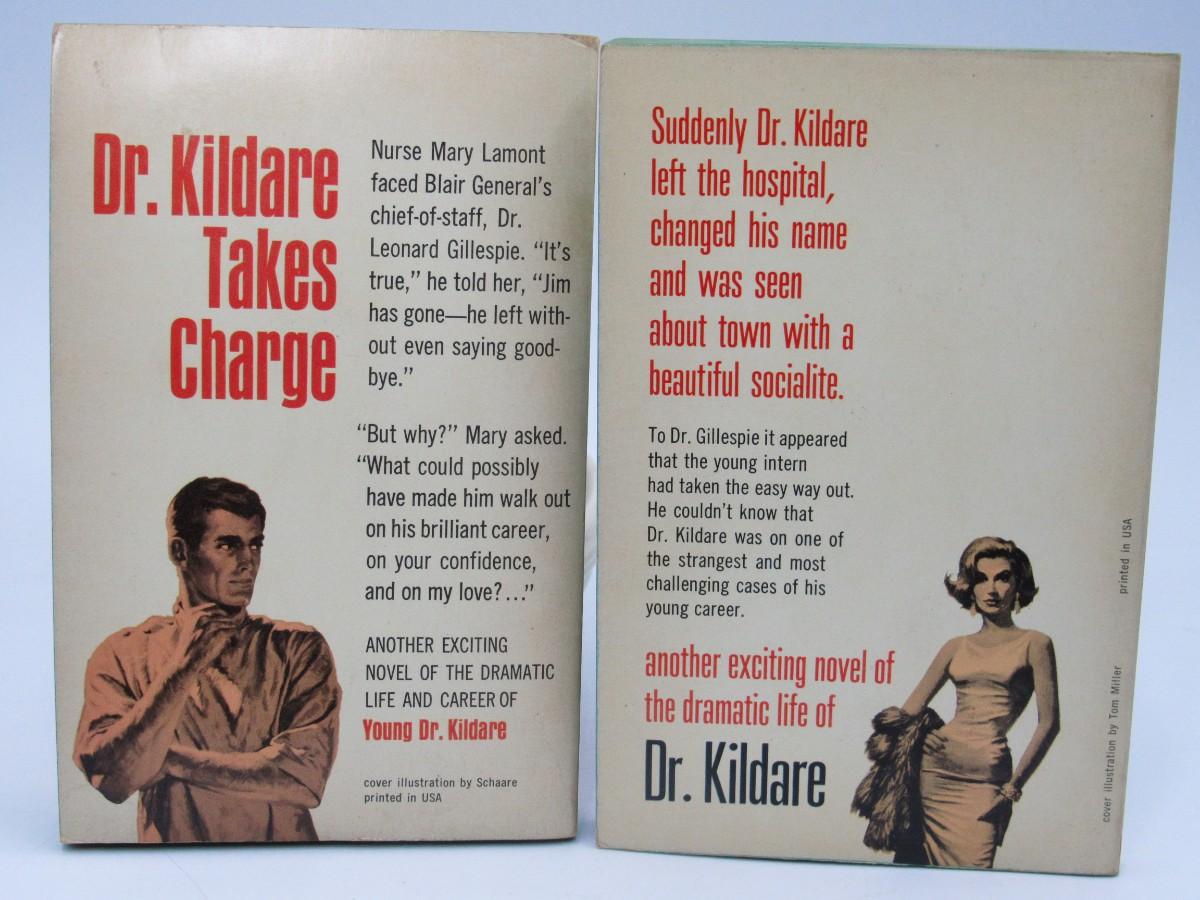 Dr. Kildare
Takes
Charge
Nurse Mary Lamont
faced Blair General's
chief-of-staff, Dr.
Leonard Gillespie. “It's
true,” he told her, “Jim
has gone—he left with-
out even saying good-
bye.”
“But why?” Mary asked.
“What could possibly
have made him walk out
on his brilliant career,
on your confidence,
and on my love?...”
ANOTHER EXCITING
NOVEL OF THE DRAMATIC
LIFE AND CAREER OF
Young Dr. Kildare
cover illustration by Schaare
printed in USA
Suddenly Dr. Kildare
left the hospital,
changed his name
and was seen
about town with a
beautiful socialite.
To Dr. Gillespie it appeared
that the young intern
had taken the easy way out.
He couldn't know that
Dr. Kildare was on one of
the strangest and most
challenging cases of his
young career.
another exciting novel of
the dramatic life of
Dr. Kildare
cover illustration by Tom Miller
printed in USA